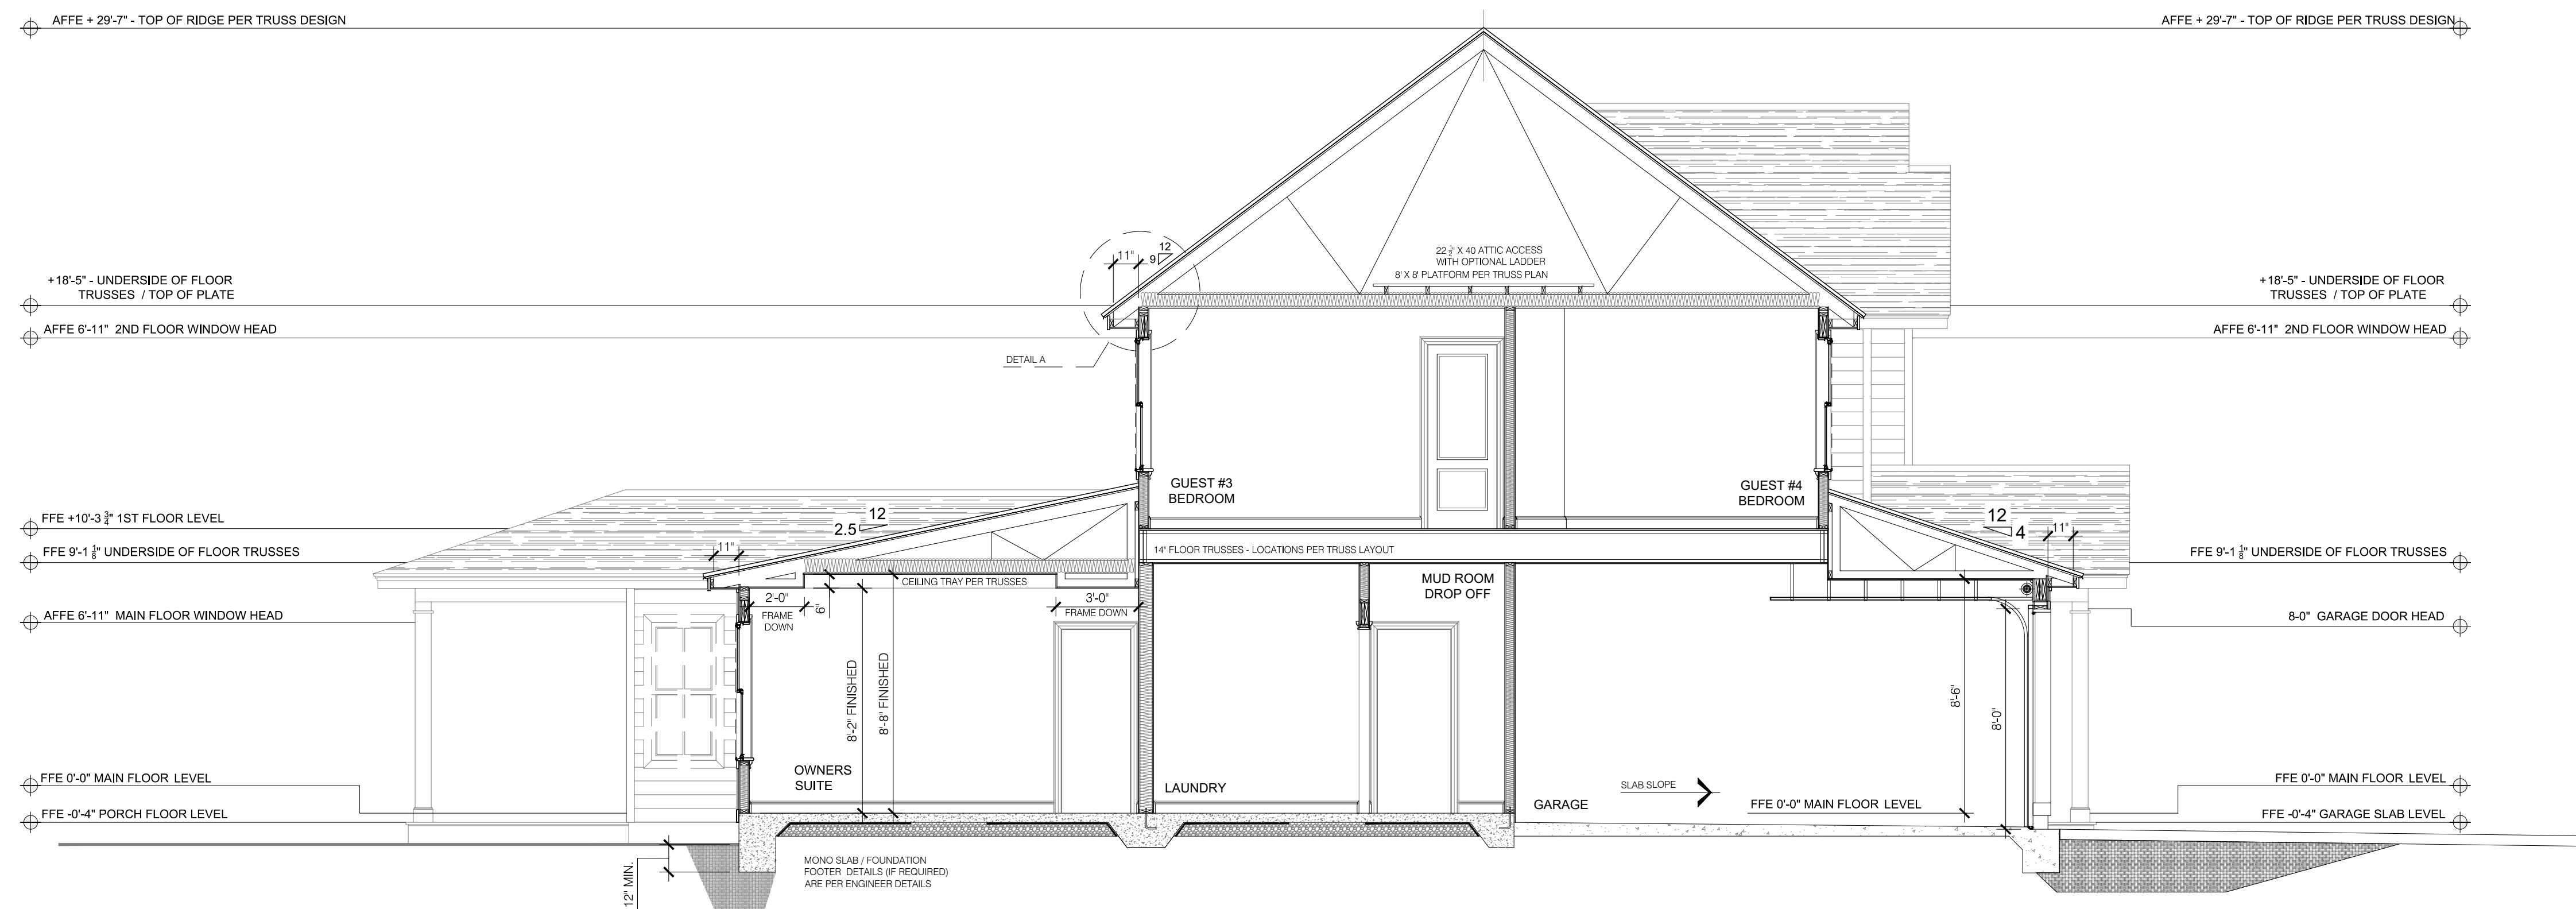 AFFE + 29'-7" - TOP OF RIDGE PER TRUSS DESIGN
AFFE + 29'-7" - TOP OF RIDGE PER TRUSS DESIGN
11"
12
9
22 1/2" X 40 ATTIC ACCESS
WITH OPTIONAL LADDER
8' X 8' PLATFORM PER TRUSS PLAN
+18'-5" - UNDERSIDE OF FLOOR
TRUSSES / TOP OF PLATE
+18'-5" - UNDERSIDE OF FLOOR
TRUSSES / TOP OF PLATE
AFFE 6'-11" 2ND FLOOR WINDOW HEAD
AFFE 6'-11" 2ND FLOOR WINDOW HEAD
DETAIL A
GUEST #3
BEDROOM
GUEST #4
BEDROOM
FFE +10'-3 3/4" 1ST FLOOR LEVEL
12
2.5
12
4
11"
11"
FFE 9'-1 1/8" UNDERSIDE OF FLOOR TRUSSES
14" FLOOR TRUSSES - LOCATIONS PER TRUSS LAYOUT
FFE 9'-1 1/8" UNDERSIDE OF FLOOR TRUSSES
CEILING TRAY PER TRUSSES
MUD ROOM
DROP OFF
2'-0"
FRAME
DOWN
6"
3'-0"
FRAME DOWN
AFFE 6'-11" MAIN FLOOR WINDOW HEAD
8-0" GARAGE DOOR HEAD
8'-2" FINISHED
8'-8" FINISHED
8'-6"
8'-0"
OWNERS
SUITE
LAUNDRY
SLAB SLOPE
GARAGE
FFE 0'-0" MAIN FLOOR LEVEL
FFE 0'-0" MAIN FLOOR LEVEL
FFE 0'-0" MAIN FLOOR LEVEL
FFE -0'-4" PORCH FLOOR LEVEL
FFE -0'-4" GARAGE SLAB LEVEL
12" MIN.
MONO SLAB / FOUNDATION
FOOTER DETAILS (IF REQUIRED)
ARE PER ENGINEER DETAILS